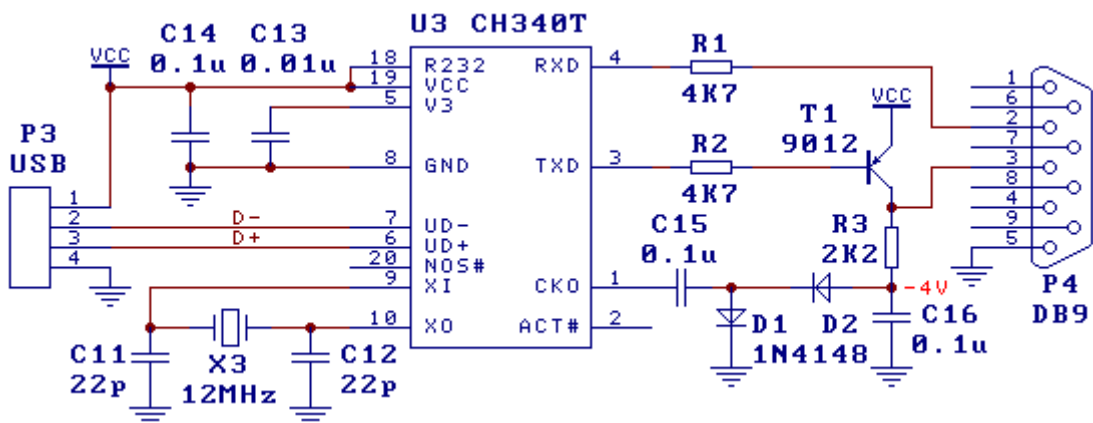 U3 CH340T
C14 C13
0.1u 0.01u
VCC
18 R232 RXD 4
19 VCC
5 V3
R1
4K7
VCC
T1
9012
P3
USB
8 GND TXD 3
R2
4K7
1
2 D- 7 UD-
3 D+ 6 UD+
4 20 NOS#
9 XI CKO 1
10 XO ACT# 2
C15
0.1u
R3
2K2
-4V
D1 D2
1N4148
C16
0.1u
C11
22p
X3
12MHz
C12
22p
1
6
2
7
3
8
4
9
5
P4
DB9